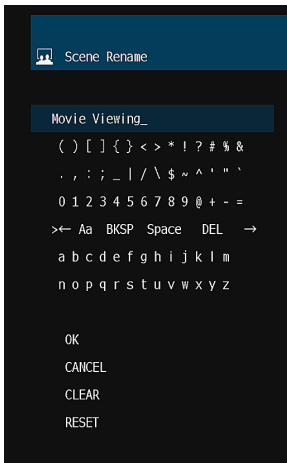 Scene Rename
Movie Viewing_
( ) [ ] { } < > * ! ? # % &
. , : ; _ | / \ $ ~ ^ ' " `
0 1 2 3 4 5 6 7 8 9 @ + - =
>← Aa BKSP Space DEL →
a b c d e f g h i j k l m
n o p q r s t u v w x y z
OK
CANCEL
CLEAR
RESET